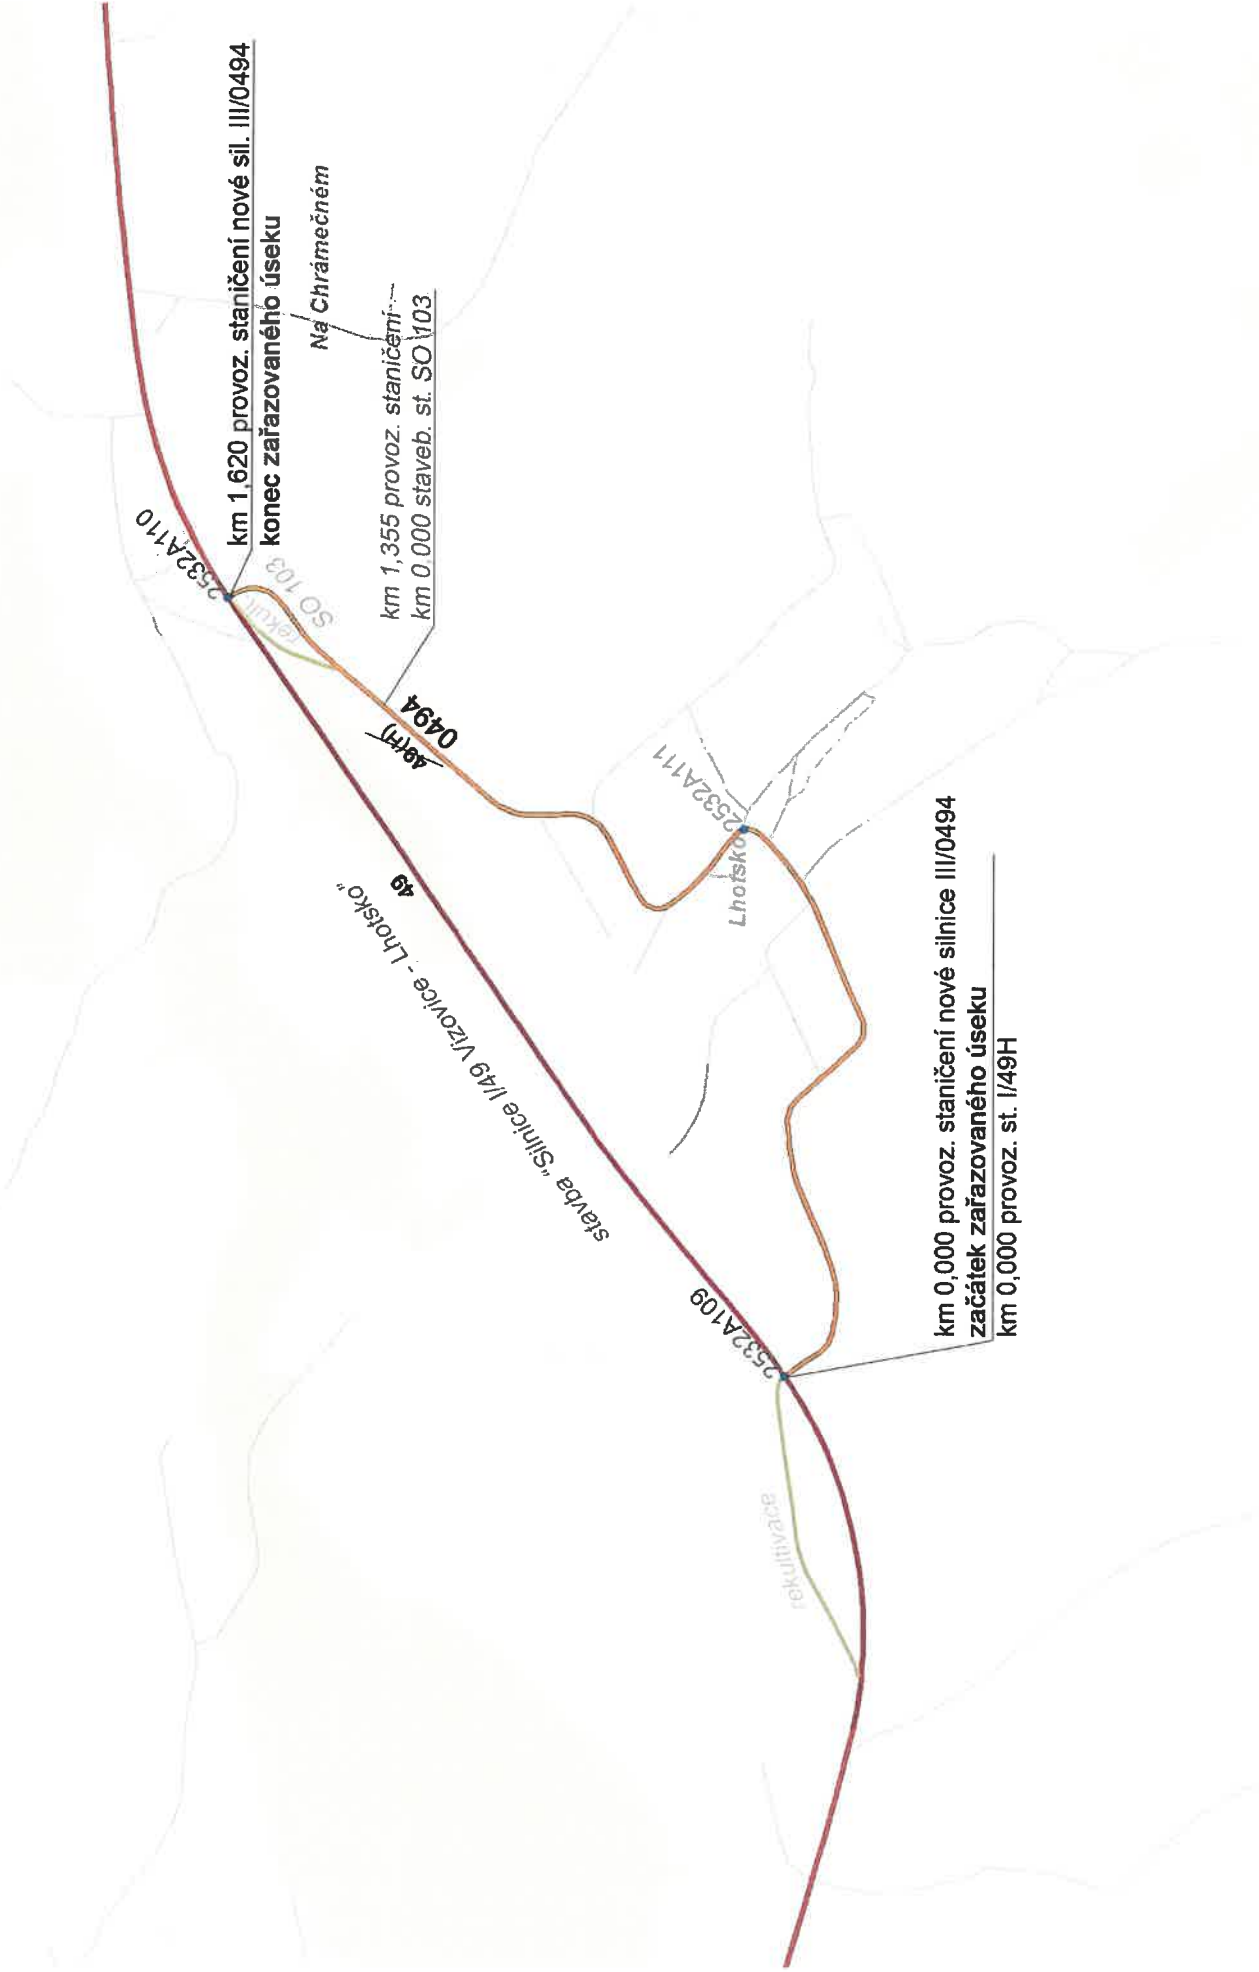 km 1,620 provoz. staničení nové sil. III/0494
konec zařazovaného úseku
Na Chrámečném
km 1,355 provoz. staničení
km 0,000 staveb. st. SO 103
2532A110
rekult.
SO 103
0494
49(H)
49
stavba "Silnice I/49 Vizovice - Lhotsko"
2532A111
Lhotsko
2532A109
rekultivace
km 0,000 provoz. staničení nové silnice III/0494
začátek zařazovaného úseku
km 0,000 provoz. st. I/49H